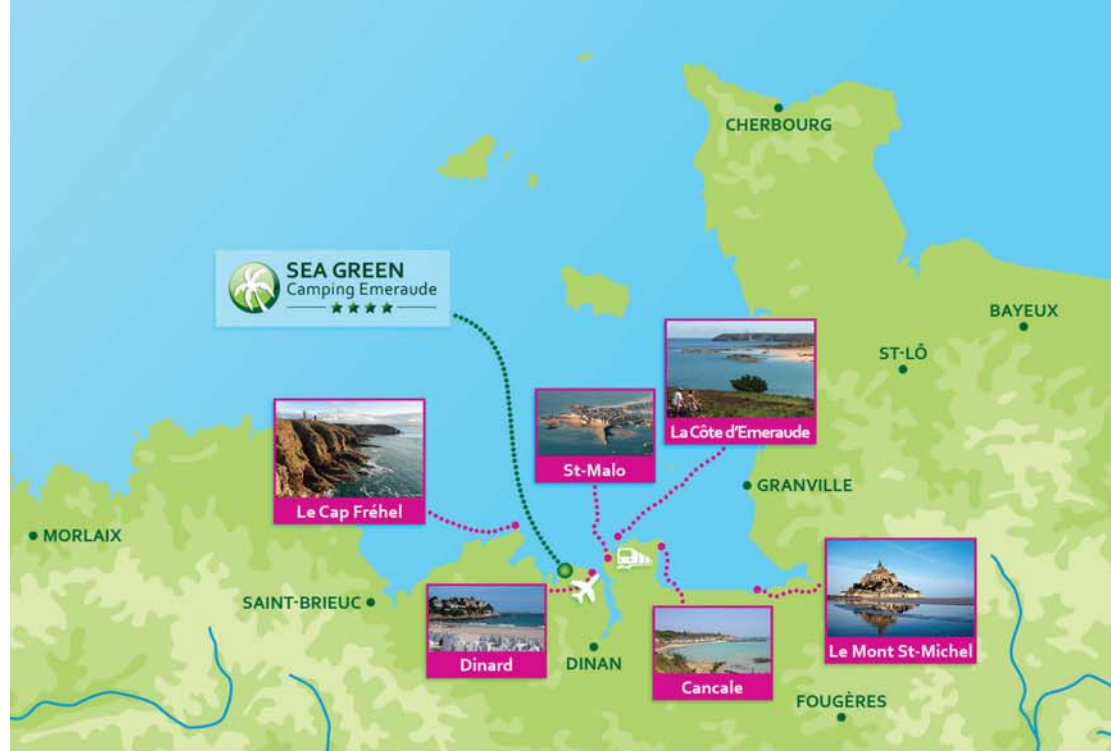 CHERBOURG
SEA GREEN
Camping Emeraude
BAYEUX
ST-LÔ
La Côte d'Emeraude
St-Malo
GRANVILLE
Le Cap Fréhel
MORLAIX
SAINT-BRIEUC
Dinard
DINAN
Cancale
Le Mont St-Michel
FOUGÈRES